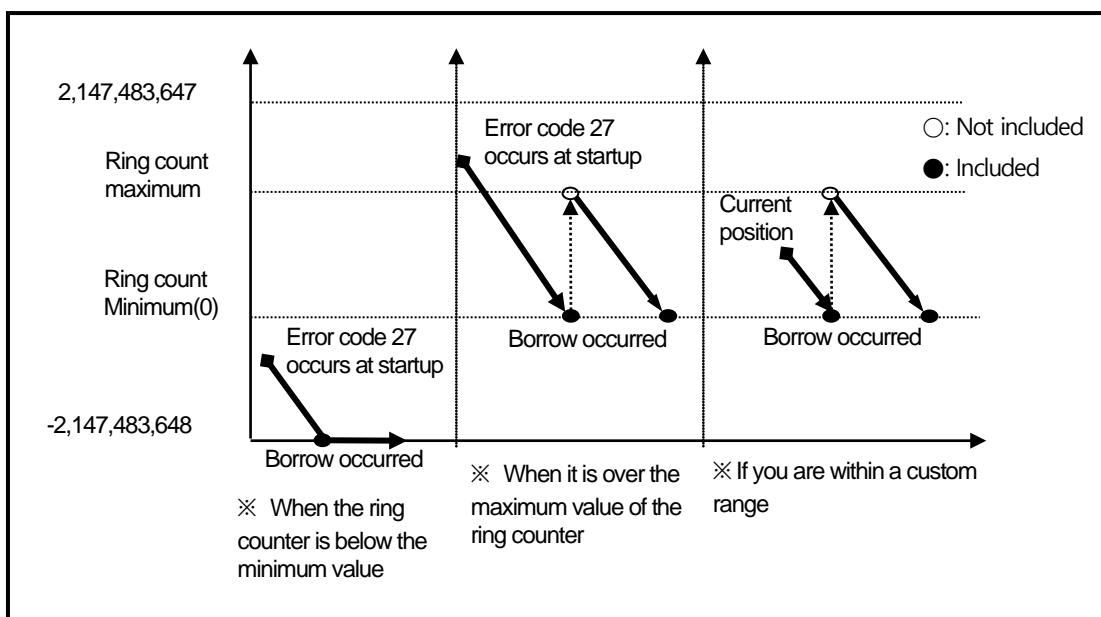 2,147,483,647
Ring count
maximum
Ring count
Minimum(0)
-2,147,483,648
Error code 27
occurs at startup
Borrow occurred
※ When the ring
counter is below the
minimum value
Error code 27
occurs at startup
Borrow occurred
※ When it is over the
maximum value of the
ring counter
Current
position
Borrow occurred
※ If you are within a custom
range
○: Not included
●: Included